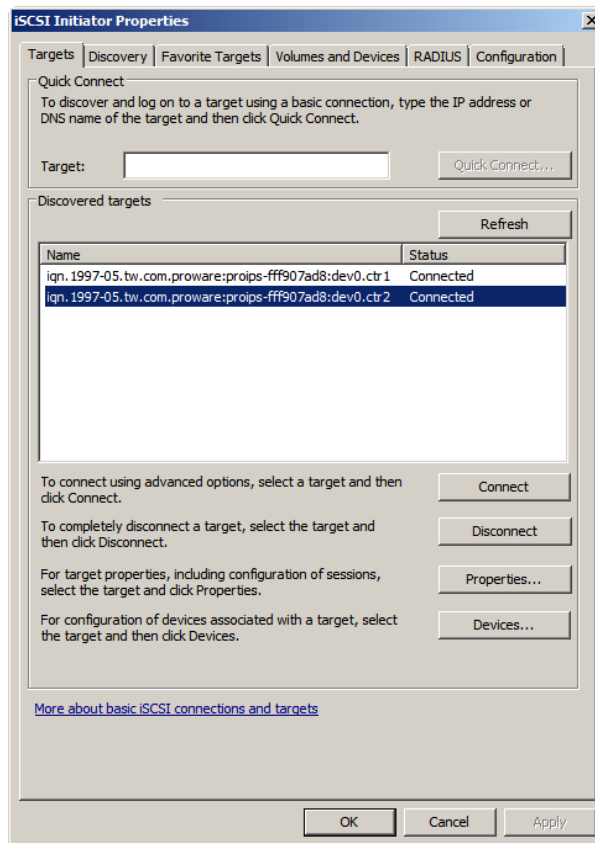 iSCSI Initiator Properties
Targets Discovery Favorite Targets Volumes and Devices RADIUS Configuration
Quick Connect
To discover and log on to a target using a basic connection, type the IP address or
DNS name of the target and then click Quick Connect.
Target: Quick Connect...
Discovered targets
Refresh
Name Status
iqn.1997-05.tw.com.proware:proips-fff907ad8:dev0.ctr1 Connected
iqn.1997-05.tw.com.proware:proips-fff907ad8:dev0.ctr2 Connected
To connect using advanced options, select a target and then
click Connect.
Connect
To completely disconnect a target, select the target and
then click Disconnect.
Disconnect
For target properties, including configuration of sessions,
select the target and click Properties.
Properties...
For configuration of devices associated with a target, select
the target and then click Devices.
Devices...
More about basic iSCSI connections and targets
OK Cancel Apply